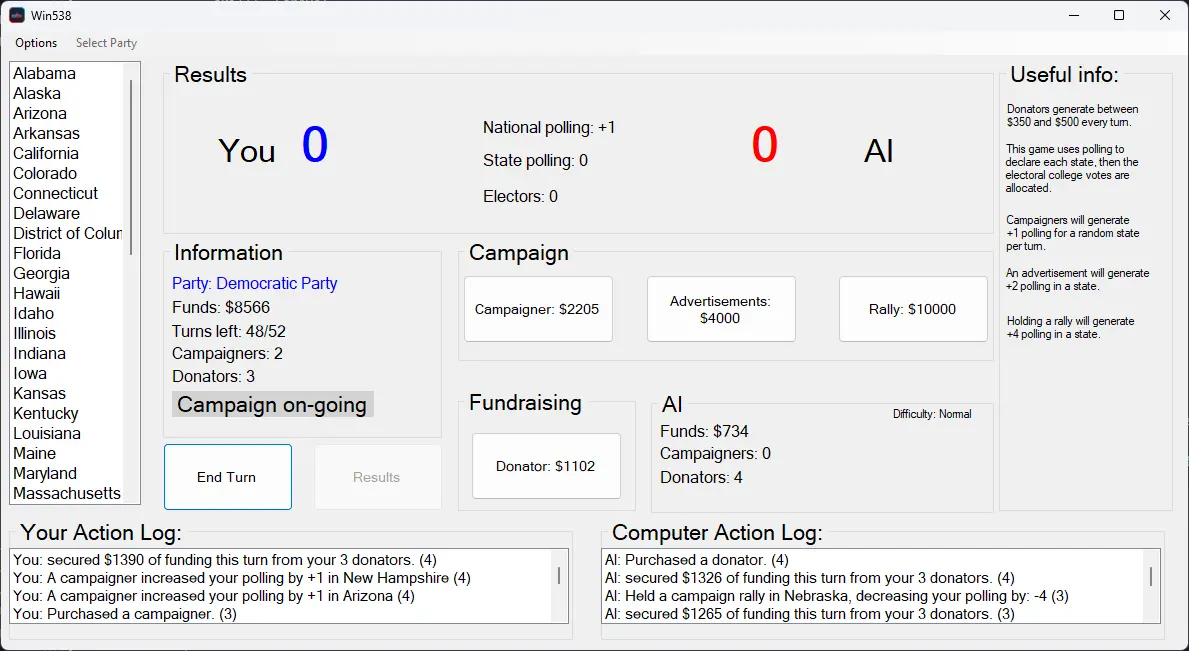 Win538
Options Select Party
Alabama
Alaska
Arizona
Arkansas
California
Colorado
Connecticut
Delaware
District of Colum
Florida
Georgia
Hawaii
Idaho
Illinois
Indiana
Iowa
Kansas
Kentucky
Louisiana
Maine
Maryland
Massachusetts
Results
You 0
National polling: +1
State polling: 0
Electors: 0
0 AI
Information
Party: Democratic Party
Funds: $8566
Turns left: 48/52
Campaigners: 2
Donators: 3
Campaign on-going
End Turn
Results
Campaign
Campaigner: $2205
Advertisements:
$4000
Rally: $10000
Fundraising
Donator: $1102
AI
Difficulty: Normal
Funds: $734
Campaigners: 0
Donators: 4
Useful info:
Donators generate between
$350 and $500 every turn.
This game uses polling to
declare each state, then the
electoral college votes are
allocated.
Campaigners will generate
+1 polling for a random state
per turn.
An advertisement will generate
+2 polling in a state.
Holding a rally will generate
+4 polling in a state.
Your Action Log:
You: secured $1390 of funding this turn from your 3 donators. (4)
You: A campaigner increased your polling by +1 in New Hampshire (4)
You: A campaigner increased your polling by +1 in Arizona (4)
You: Purchased a campaigner. (3)
Computer Action Log:
AI: Purchased a donator. (4)
AI: secured $1326 of funding this turn from your 3 donators. (4)
AI: Held a campaign rally in Nebraska, decreasing your polling by: -4 (3)
AI: secured $1265 of funding this turn from your 3 donators. (3)